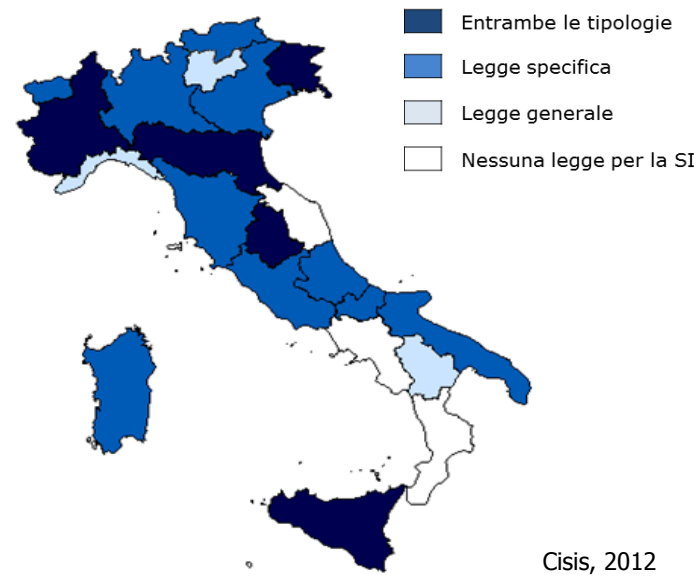 Entrambe le tipologie
Legge specifica
Legge generale
Nessuna legge per la SI
Cisis, 2012